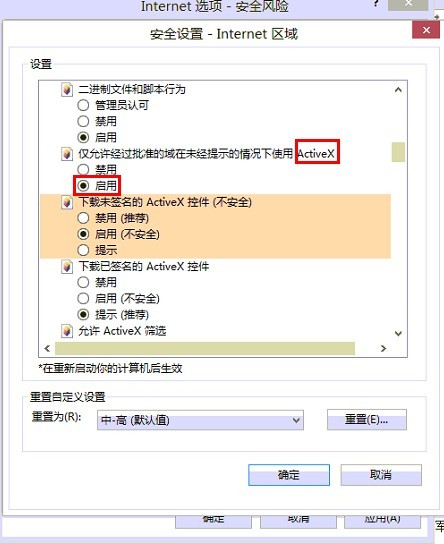 Internet 选项 - 安全风险
?
安全设置 - Internet 区域
设置
二进制文件和脚本行为
管理员认可
禁用
启用
仅允许经过批准的域在未经提示的情况下使用 ActiveX
禁用
启用
下载未签名的 ActiveX 控件 (不安全)
禁用 (推荐)
启用 (不安全)
提示
下载已签名的 ActiveX 控件
禁用
启用 (不安全)
提示 (推荐)
允许 ActiveX 筛选
*在重新启动你的计算机后生效
重置自定义设置
重置为(R):
中-高 (默认值)
重置(E)...
确定
取消
确定
取消
应用(A)